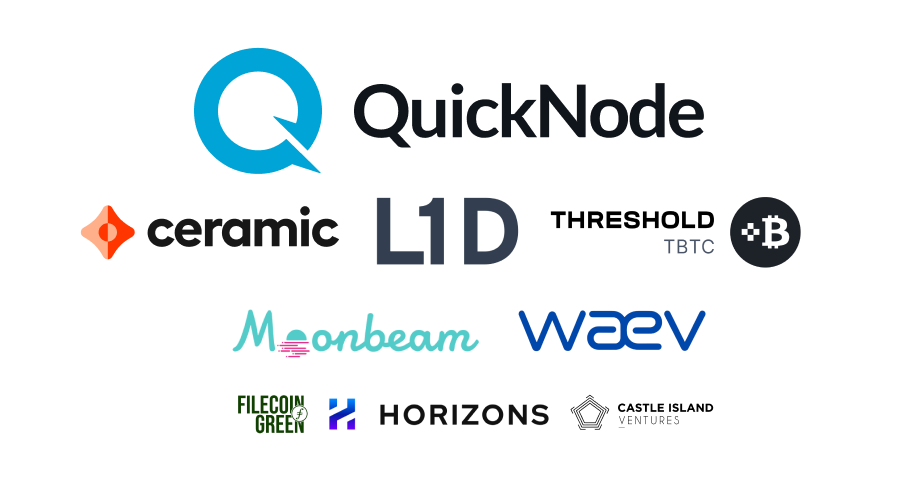 QuickNode
ceramic
L1D
THRESHOLD
TBTC
Moonbeam
waev
FILECOIN
GREEN
HORIZONS
CASTLE ISLAND
VENTURES